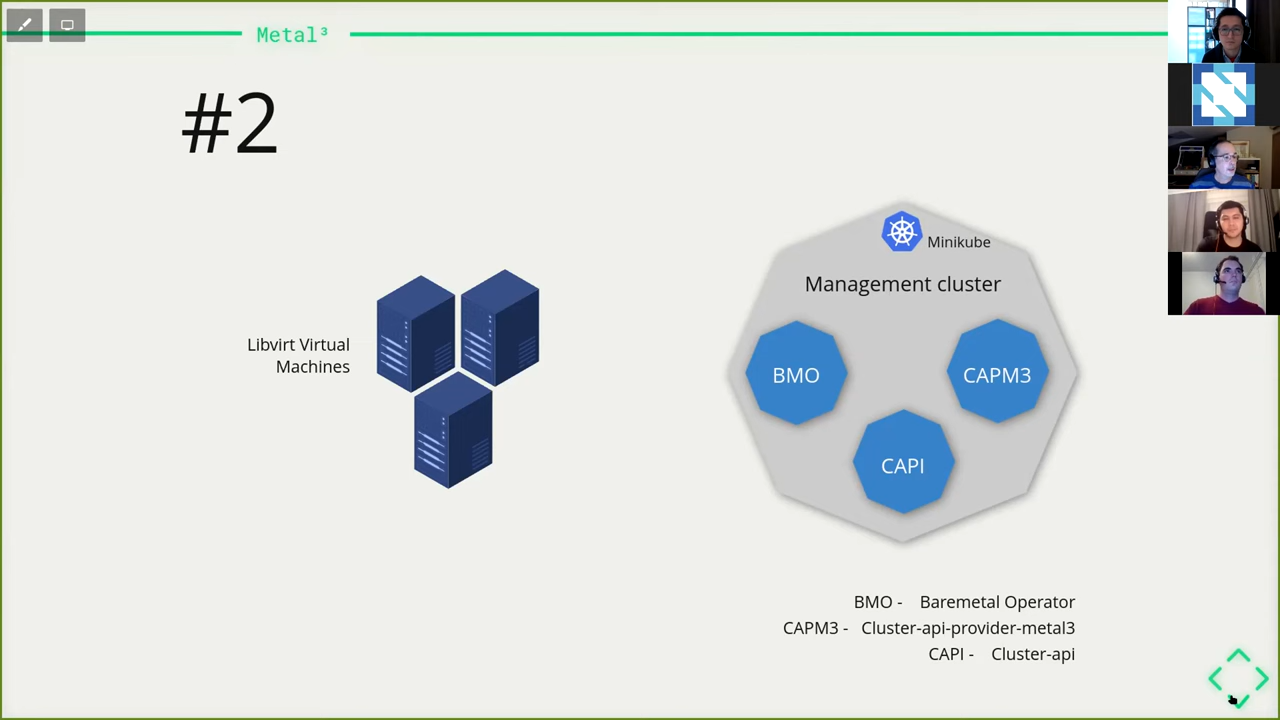 Metal³
#2
Minikube
Management cluster
Libvirt Virtual
Machines
BMO
CAPM3
CAPI
BMO - Baremetal Operator
CAPM3 - Cluster-api-provider-metal3
CAPI - Cluster-api